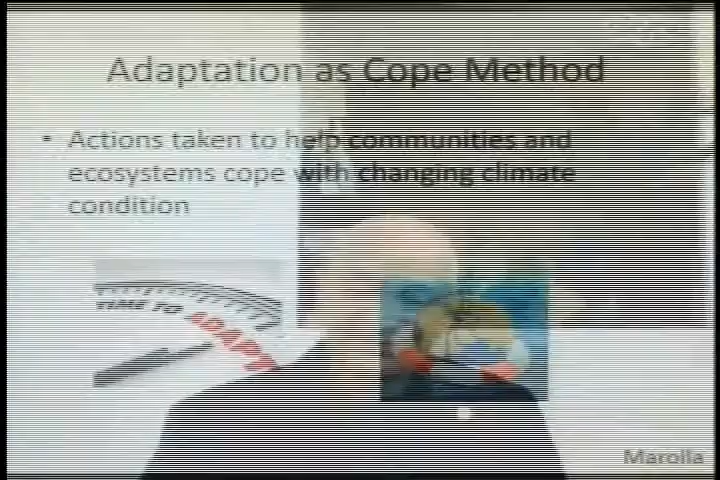 Adaptation as Cope Method
• Actions taken to help communities and
ecosystems cope with changing climate
condition
TIME TO ADAPT
Marolla